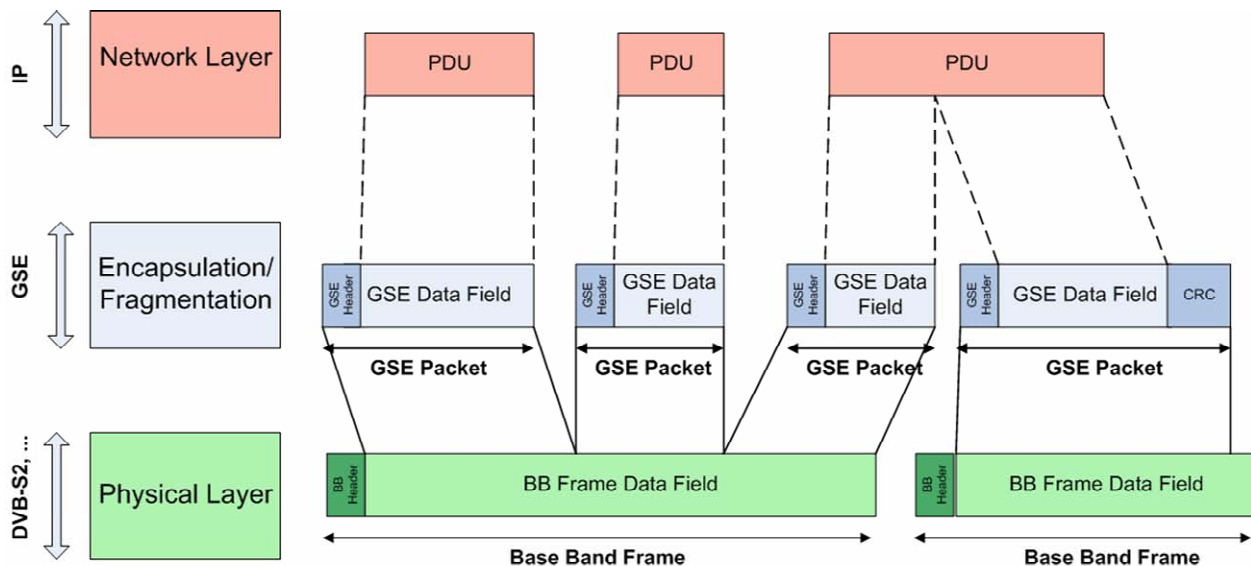 IP
Network Layer
PDU
PDU
PDU
GSE
Encapsulation/
Fragmentation
GSE
Header
GSE Data Field
GSE
Header
GSE Data
Field
GSE
Header
GSE Data
Field
GSE
Header
GSE Data Field
CRC
GSE Packet
GSE Packet
GSE Packet
GSE Packet
DVB-S2, ...
Physical Layer
BB
Header
BB Frame Data Field
BB
Header
BB Frame Data Field
Base Band Frame
Base Band Frame